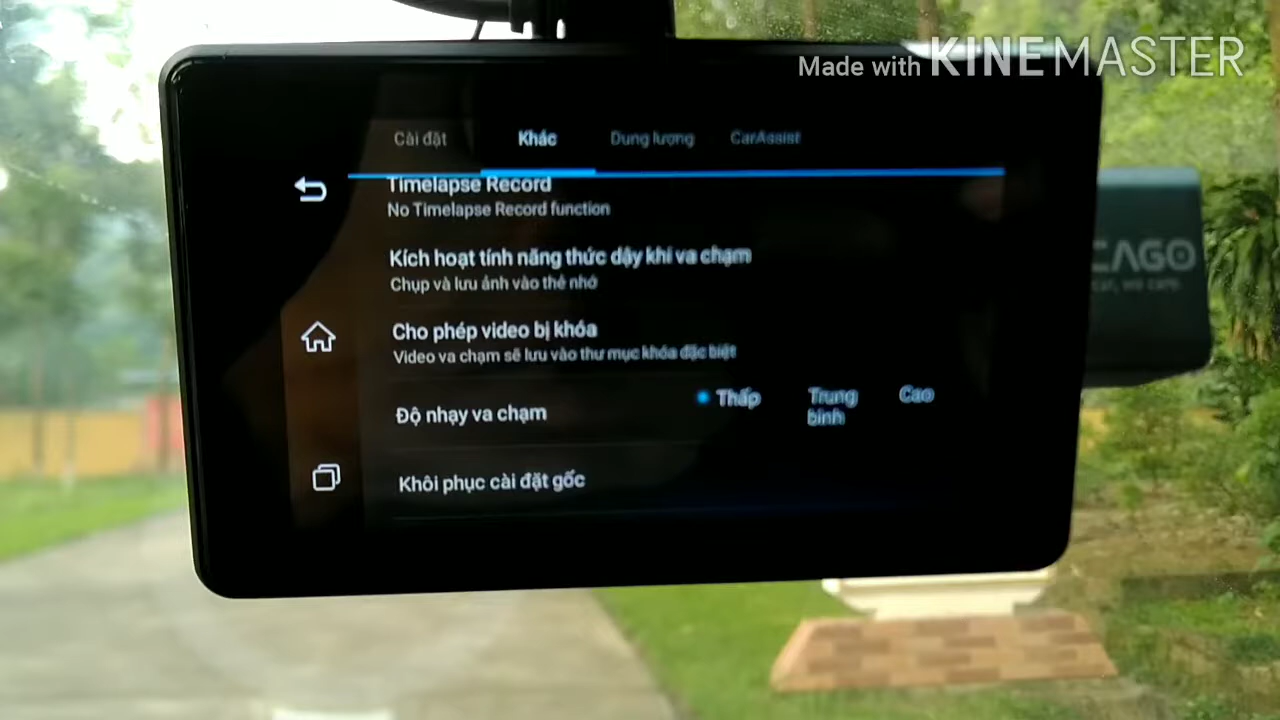 Made with KINEMASTER
Cài đặt Khác Dung lượng CarAssist
Timelapse Record
No Timelapse Record function
Kích hoạt tính năng thức dậy khi va chạm
Chụp và lưu ảnh vào thẻ nhớ
CAGO
car, we care
Cho phép video bị khóa
Video va chạm sẽ lưu vào thư mục khóa đặc biệt
Độ nhạy va chạm Thấp Trung bình Cao
Khôi phục cài đặt gốc